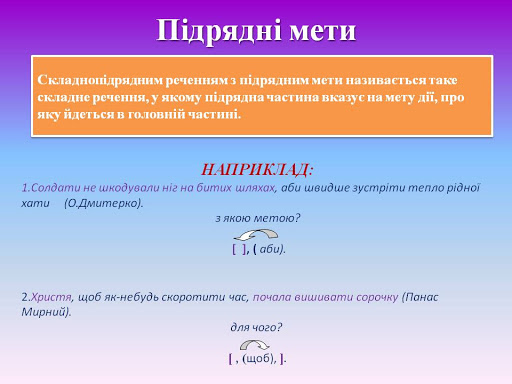 Підрядні мети
Складнопідрядним реченням з підрядним мети називається таке
складне речення, у якому підрядна частина вказує на мету дії, про
яку йдеться в головній частині.
НАПРИКЛАД:
1.Солдати не шкодували ніг на битих шляхах, аби швидше зустріти тепло рідної
хати (О.Дмитерко).
з якою метою?
[ ], ( аби).
2.Христя, щоб як-небудь скоротити час, почала вишивати сорочку (Панас
Мирний).
для чого?
[ , (щоб), ].